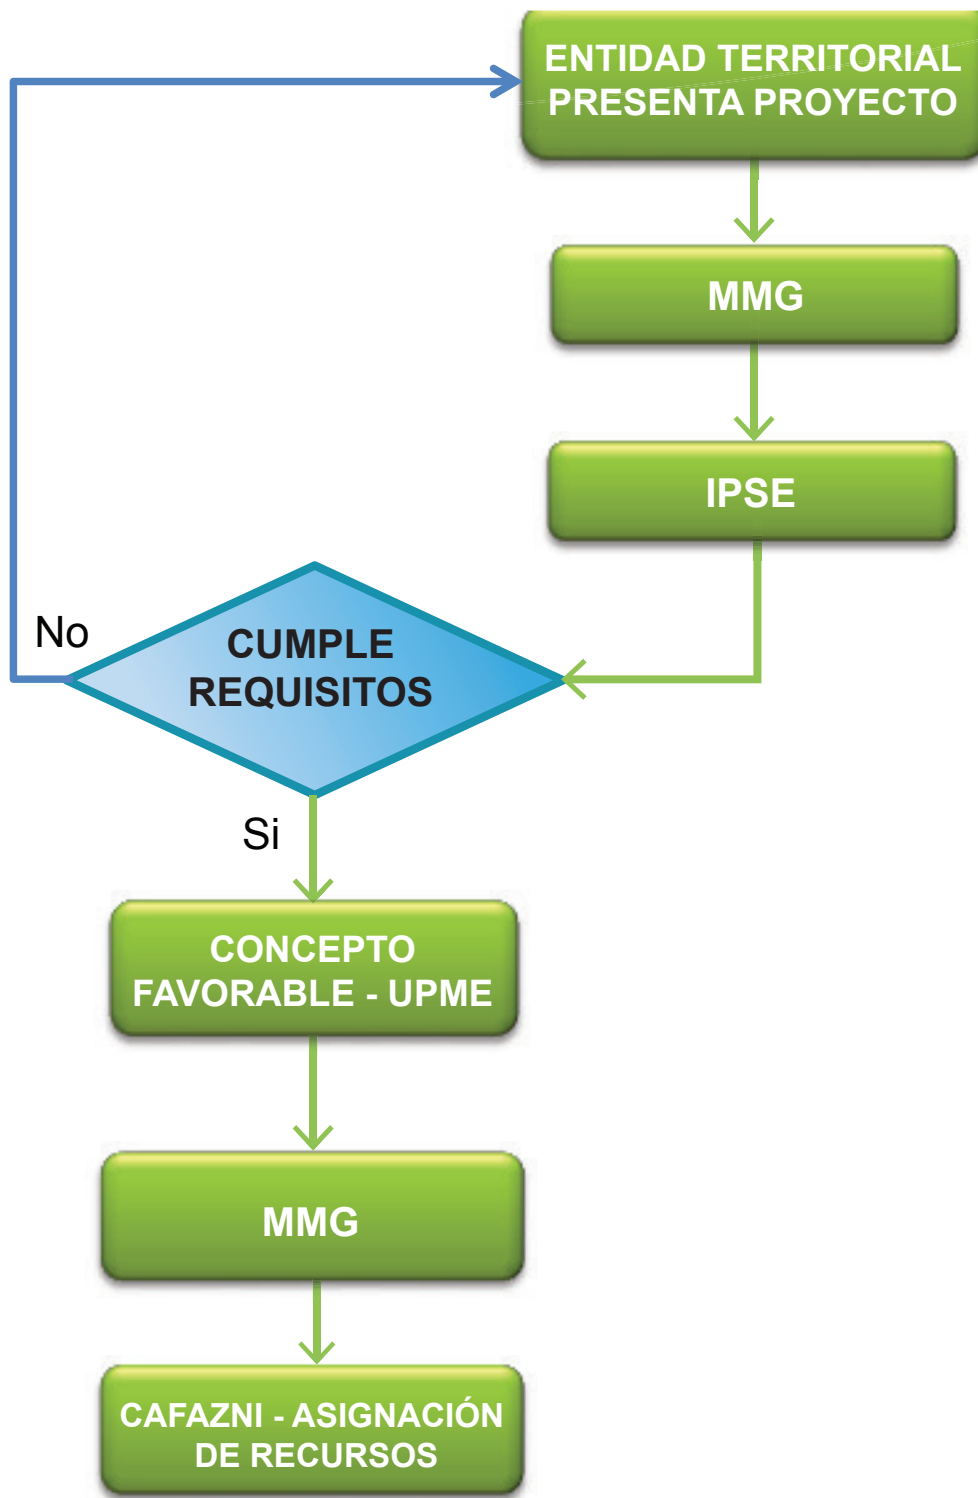 ENTIDAD TERRITORIAL
PRESENTA PROYECTO
MMG
IPSE
No
CUMPLE
REQUISITOS
Si
CONCEPTO
FAVORABLE - UPME
MMG
CAFAZNI - ASIGNACIÓN
DE RECURSOS